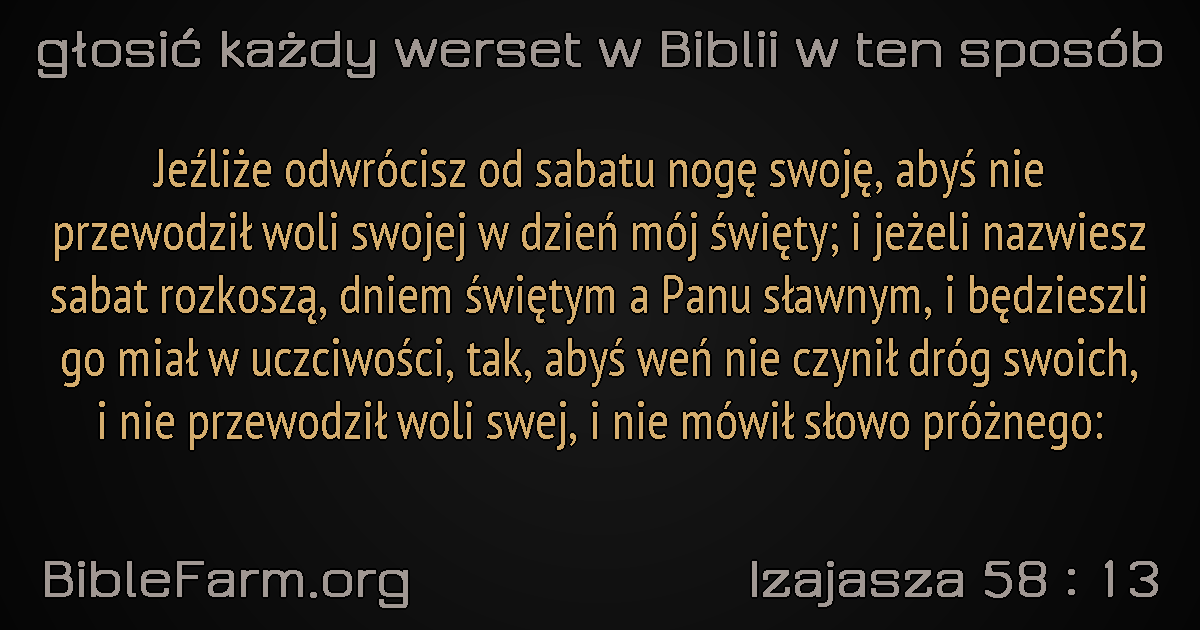 głosić każdy werset w Biblii w ten sposób
Jeźliże odwrócisz od sabatu nogę swoję, abyś nie
przewodził woli swojej w dzień mój święty; i jeżeli nazwiesz
sabat rozkoszą, dniem świętym a Panu sławnym, i będzieszli
go miał w uczciwości, tak, abyś weń nie czynił dróg swoich,
i nie przewodził woli swej, i nie mówił słowo próżnego:
BibleFarm.org
Izajasza 58 : 13